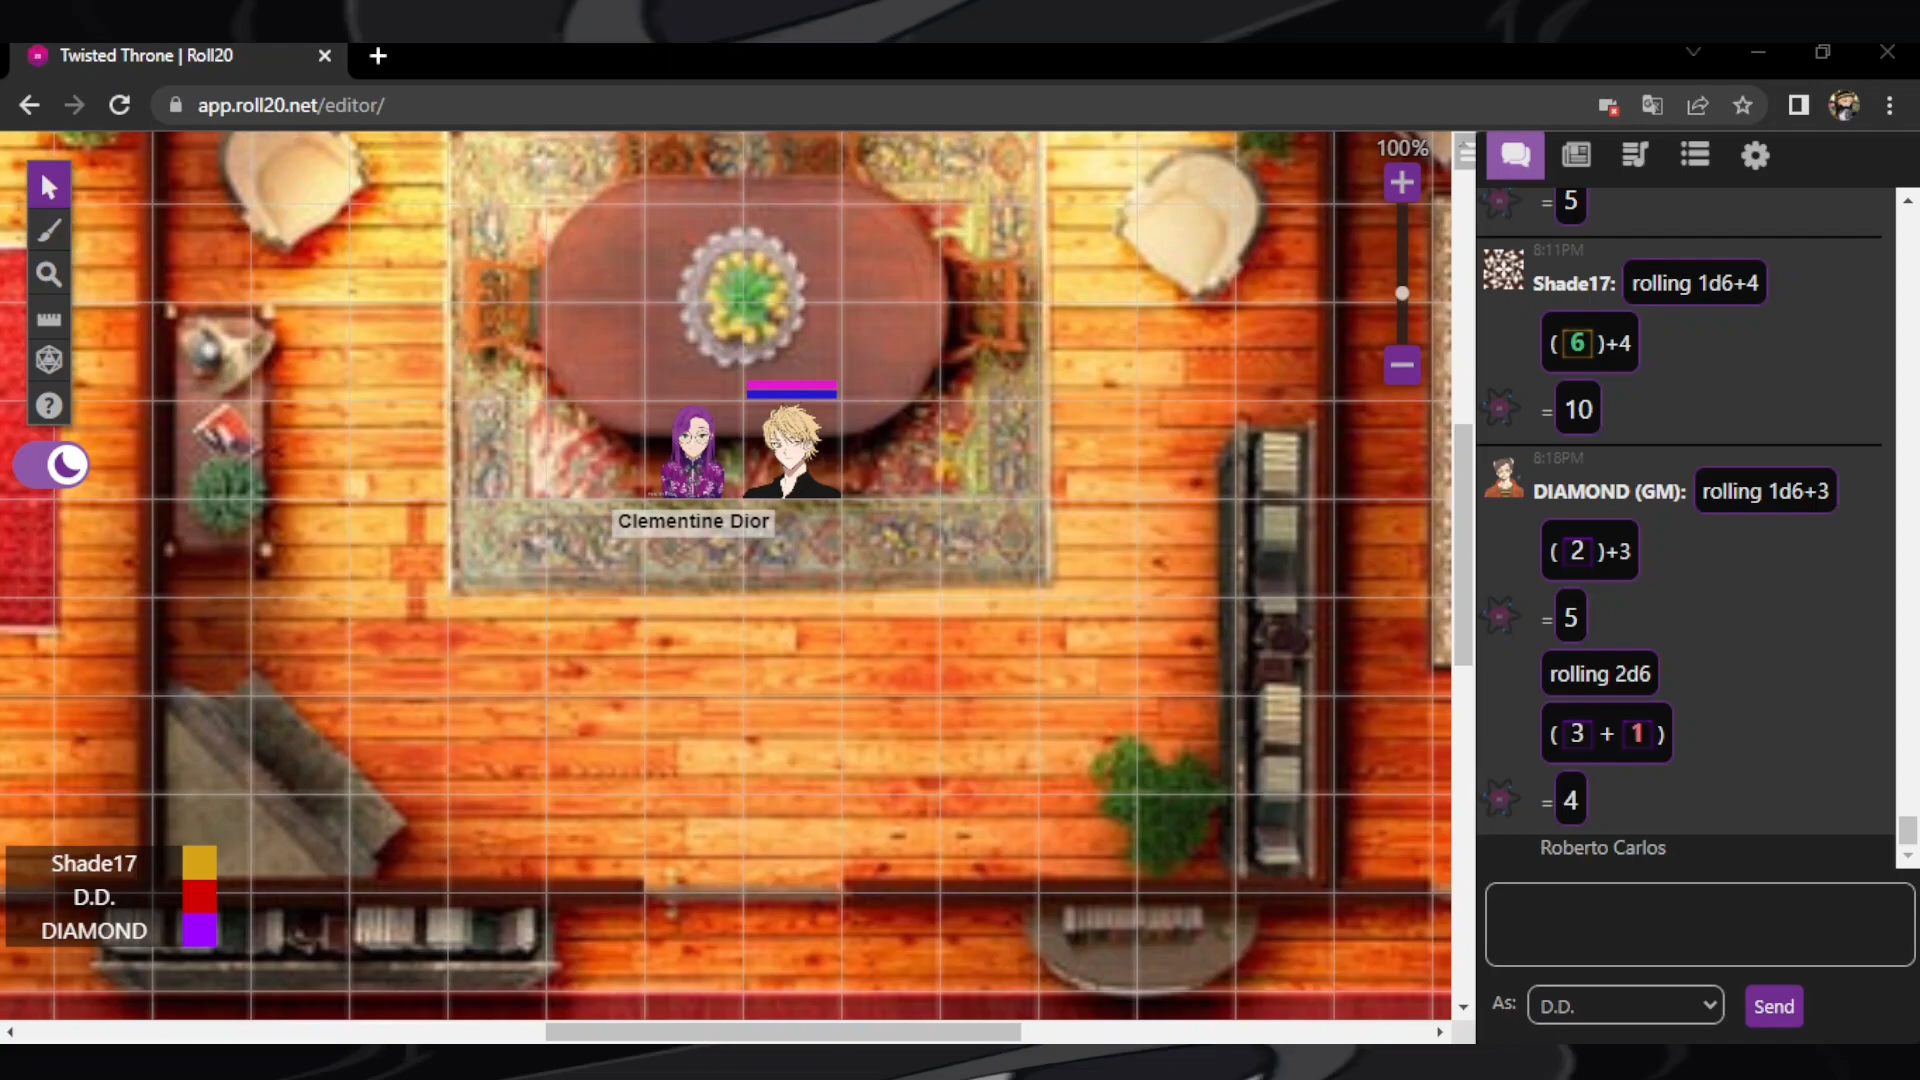 Twisted Throne | Roll20
app.roll20.net/editor/
100%
= 5
8:11PM
Shade17: rolling 1d6+4
( 6 )+4
= 10
8:18PM
DIAMOND (GM): rolling 1d6+3
( 2 )+3
= 5
rolling 2d6
( 3 + 1 )
= 4
Roberto Carlos
Clementine Dior
Shade17
D.D.
DIAMOND
As: D.D. Send